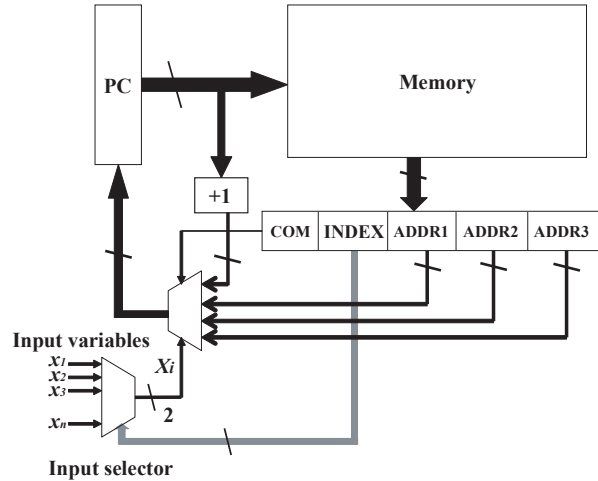 PC
Memory
+1
COM INDEX ADDR1 ADDR2 ADDR3
Input variables
x1
x2
x3
xn
Xi
2
Input selector